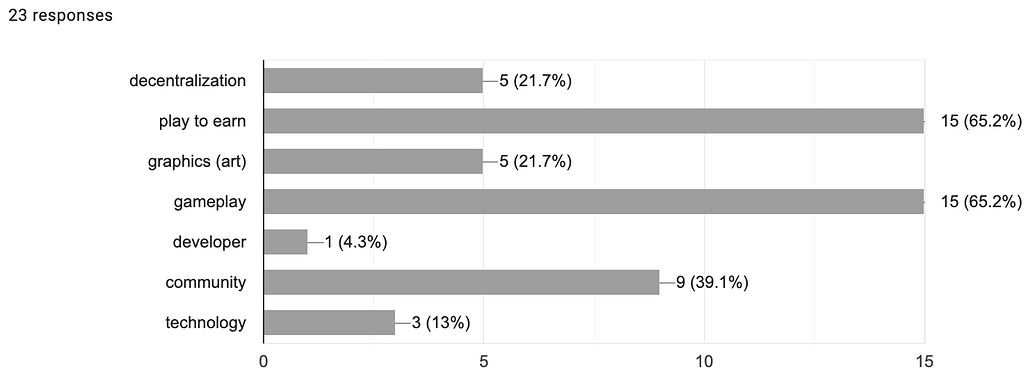 23 responses
decentralization 5 (21.7%)
play to earn 15 (65.2%)
graphics (art) 5 (21.7%)
gameplay 15 (65.2%)
developer 1 (4.3%)
community 9 (39.1%)
technology 3 (13%)
0 5 10 15